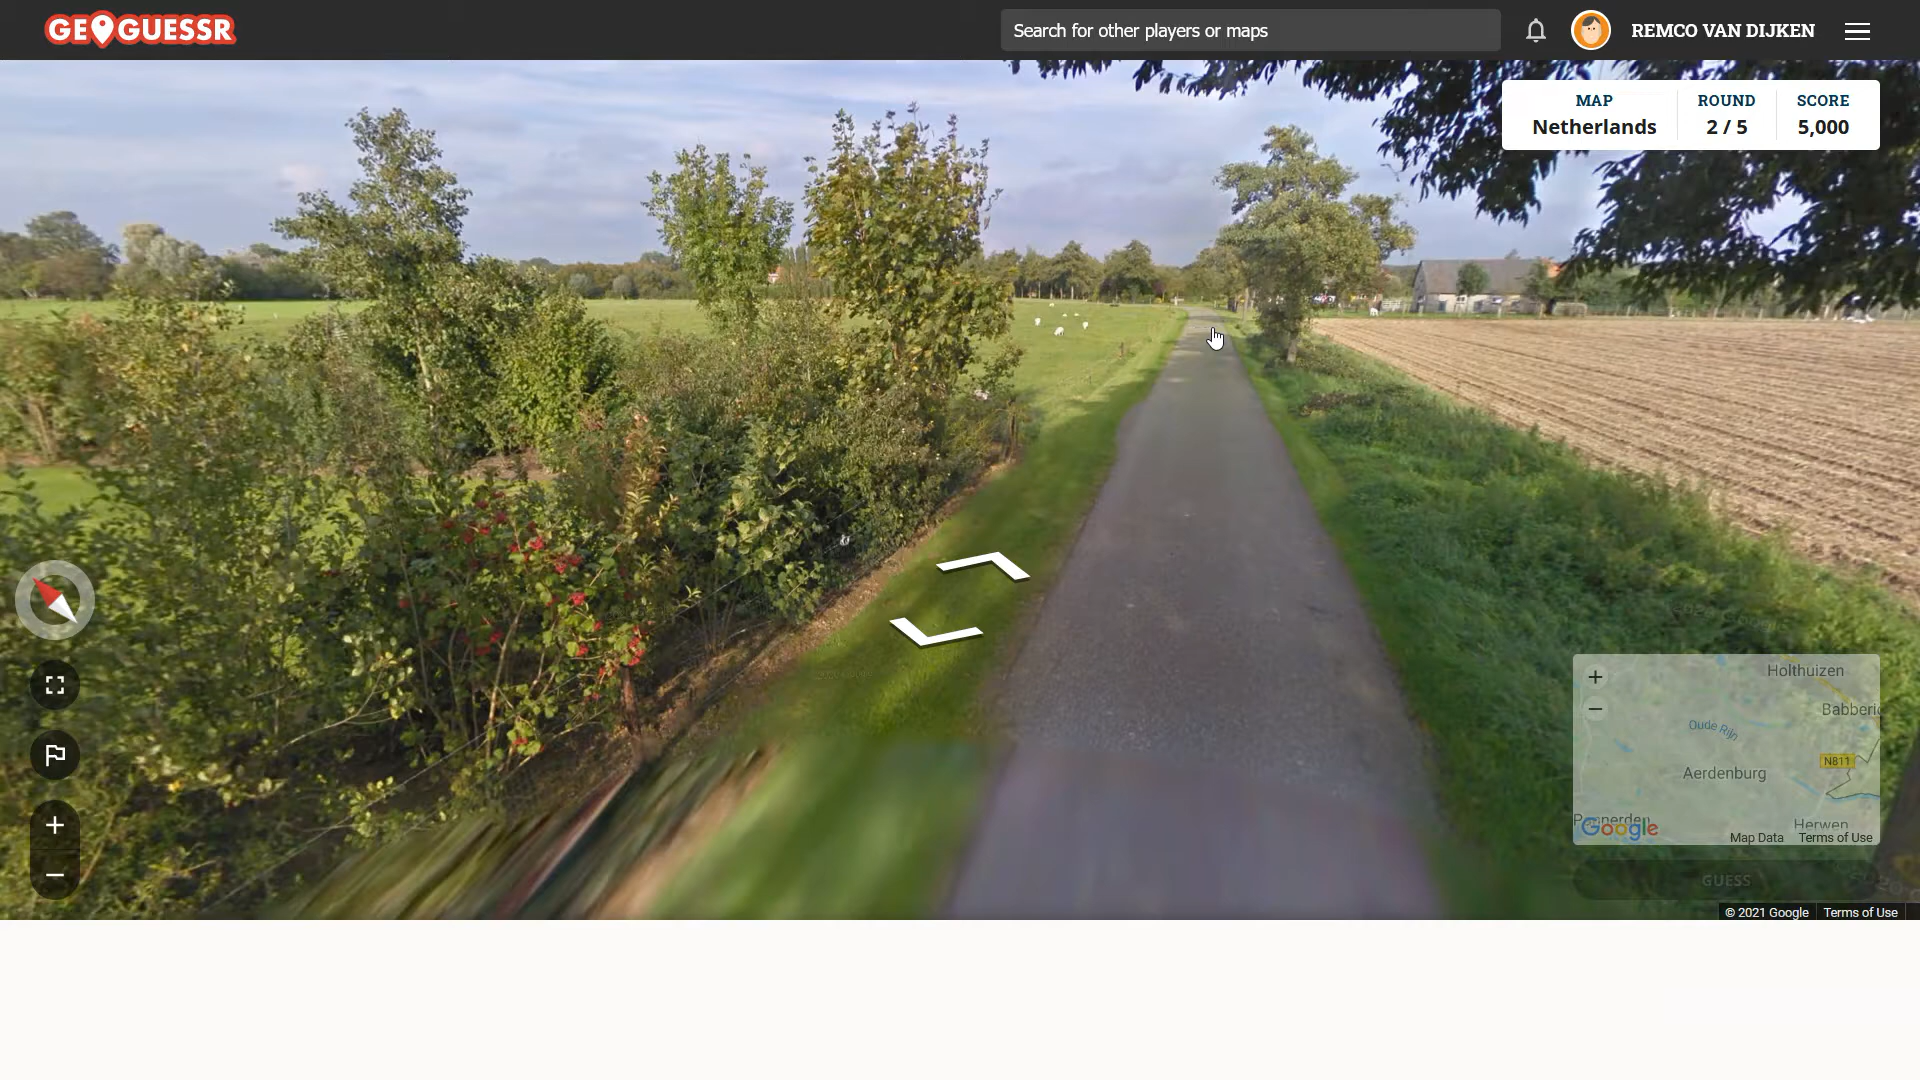 GEOGUESSR
Search for other players or maps
REMCO VAN DIJKEN
MAP
Netherlands
ROUND
2 / 5
SCORE
5,000
Holthuizen
Oude Rijn
N811
Aerdenburg
Pannerden
Herwen
Google
Map Data
Terms of Use
GUESS
© 2021 Google
Terms of Use